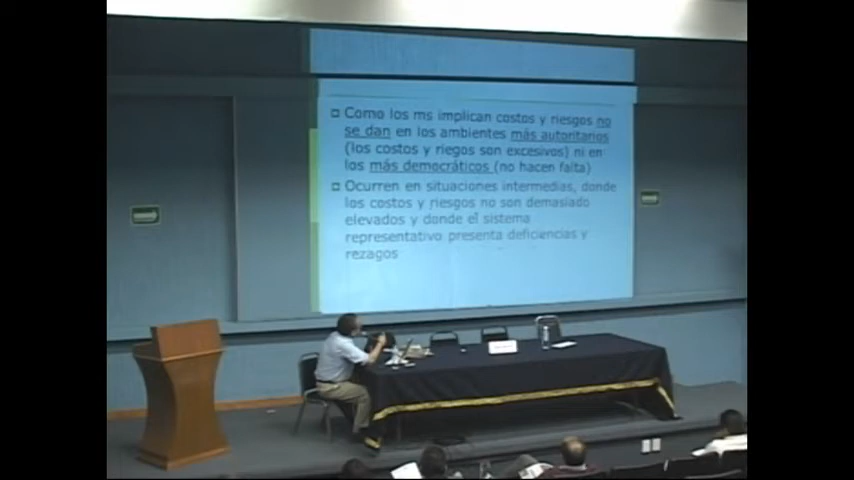 Como los ms implican costos y riesgos no
se dan en los ambientes más autoritarios
(los costos y riegos son excesivos) ni en
los más democráticos (no hacen falta)
Ocurren en situaciones intermedias, donde
los costos y riesgos no son demasiado
elevados y donde el sistema
representativo presenta deficiencias y
rezagos